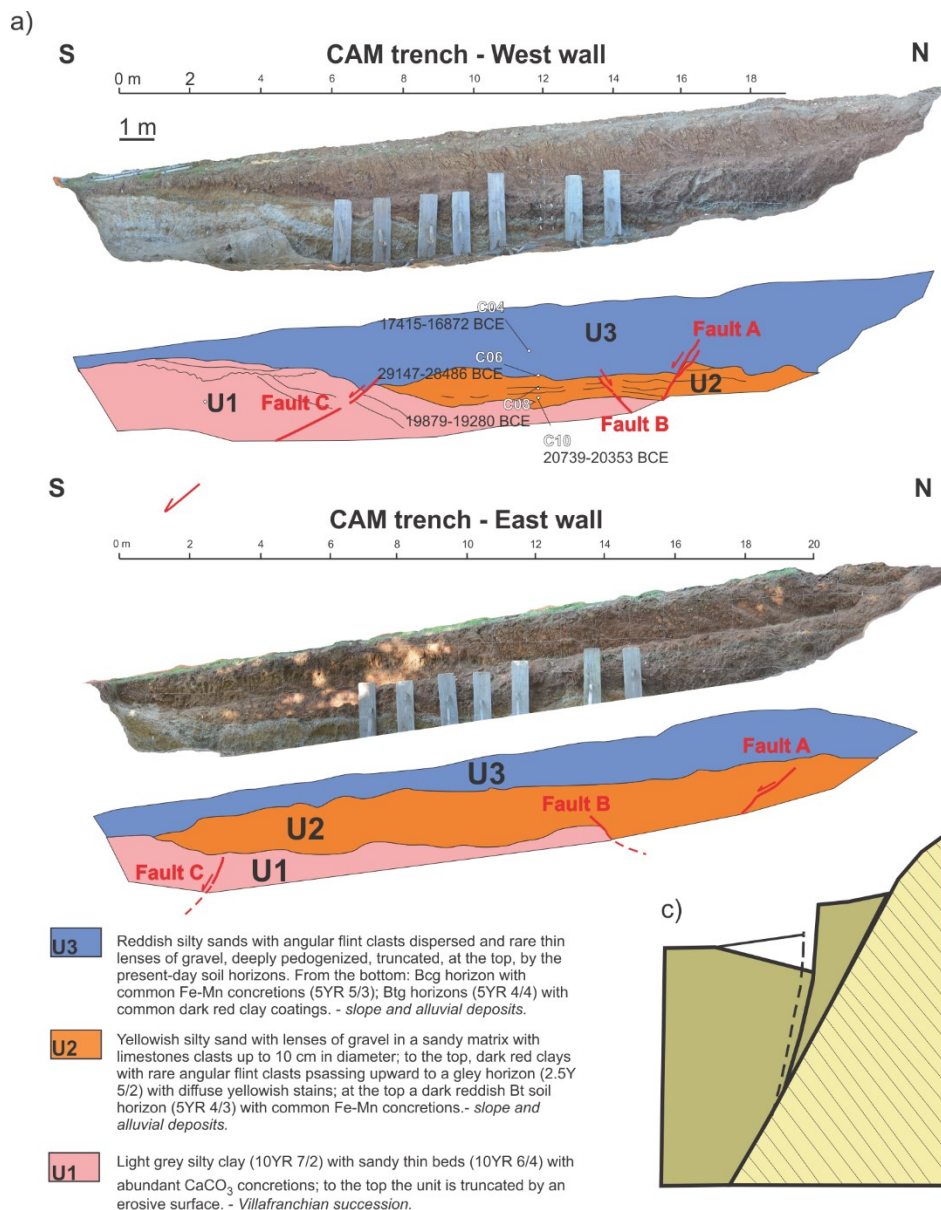 a)
S
CAM trench - West wall
N
0 m 2 4 6 8 10 12 14 16 18
1 m
C04
17415-16872 BCE
U3
Fault A
C06
29147-28486 BCE
U2
U1
Fault C
C08
19879-19280 BCE
Fault B
C10
20739-20353 BCE
S
N
CAM trench - East wall
0 m 2 4 6 8 10 12 14 16 18 20
Fault A
U3
Fault B
U2
Fault C
U1
c)
U3
Reddish silty sands with angular flint clasts dispersed and rare thin
lenses of gravel, deeply pedogenized, truncated, at the top, by the
present-day soil horizons. From the bottom: Bcg horizon with
common Fe-Mn concretions (5YR 5/3); Btg horizons (5YR 4/4) with
common dark red clay coatings. - slope and alluvial deposits.
U2
Yellowish silty sand with lenses of gravel in a sandy matrix with
limestones clasts up to 10 cm in diameter; to the top, dark red clays
with rare angular flint clasts psassing upward to a gley horizon (2.5Y
5/2) with diffuse yellowish stains; at the top a dark reddish Bt soil
horizon (5YR 4/3) with common Fe-Mn concretions.- slope and
alluvial deposits.
U1
Light grey silty clay (10YR 7/2) with sandy thin beds (10YR 6/4) with
abundant CaCO3 concretions; to the top the unit is truncated by an
erosive surface. - Villafranchian succession.